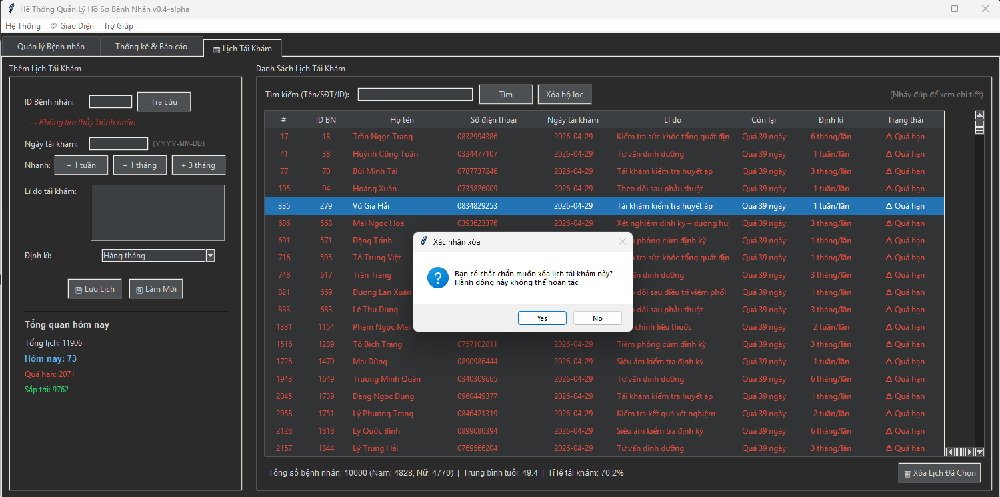 Hệ Thống Quản Lý Hồ Sơ Bệnh Nhân v0.4-alpha
Hệ Thống Giao Diện Trợ Giúp
Quản lý Bệnh nhân Thống kê & Báo cáo Lịch Tái Khám
Thêm Lịch Tái Khám
ID Bệnh nhân: Tra cứu
→ Không tìm thấy bệnh nhân
Ngày tái khám: (YYYY-MM-DD)
Nhanh: + 1 tuần + 1 tháng + 3 tháng
Lí do tái khám:
Định kì: Hàng tháng
Lưu Lịch Làm Mới
Tổng quan hôm nay
Tổng lịch: 11906
Hôm nay: 73
Quá hạn: 2071
Sắp tới: 9762
Danh Sách Lịch Tái Khám
Tìm kiếm (Tên/SĐT/ID): Tìm Xóa bộ lọc (Nháy đúp để xem chi tiết)
# ID BN Họ tên Số điện thoại Ngày tái khám Lí do Còn lại Định kì Trạng thái
17 18 Trần Ngọc Trang 0832994386 2026-04-29 Kiểm tra sức khỏe tổng quát địn Quá 39 ngày 6 tháng/lần ⚠ Quá hạn
41 38 Huỳnh Công Toàn 0334477107 2026-04-29 Tư vấn dinh dưỡng Quá 39 ngày 1 tuần/lần ⚠ Quá hạn
77 70 Bùi Minh Tài 0787737246 2026-04-29 Tái khám kiểm tra huyết áp Quá 39 ngày 3 tháng/lần ⚠ Quá hạn
105 94 Hoàng Xuân 0735826009 2026-04-29 Theo dõi sau phẫu thuật Quá 39 ngày 1 tuần/lần ⚠ Quá hạn
335 279 Vũ Gia Hải 0834829253 2026-04-29 Tái khám kiểm tra huyết áp Quá 39 ngày 1 tuần/lần ⚠ Quá hạn
686 568 Mai Ngọc Hoa 0393623376 2026-04-29 Xét nghiệm định kỳ – đường huy Quá 39 ngày 3 tháng/lần ⚠ Quá hạn
691 571 Đặng Trinh phòng cúm định kỳ Quá 39 ngày 1 tháng/lần ⚠ Quá hạn
716 595 Tô Trung Việt tra sức khỏe tổng quát địn Quá 39 ngày 3 tháng/lần ⚠ Quá hạn
748 617 Trần Trang dinh dưỡng Quá 39 ngày 3 tháng/lần ⚠ Quá hạn
821 669 Dương Lan Xuân dõi sau điều trị viêm phổi Quá 39 ngày 1 tháng/lần ⚠ Quá hạn
833 683 Lê Thu Dung dõi sau phẫu thuật Quá 39 ngày 3 tháng/lần ⚠ Quá hạn
1331 1154 Phạm Ngọc Mai chỉnh liều thuốc Quá 39 ngày 2 tuần/lần ⚠ Quá hạn
1516 1289 Tô Bích Trang 0757102811 2026-04-29 Tiêm phòng cúm định kỳ Quá 39 ngày 3 tháng/lần ⚠ Quá hạn
1726 1470 Mai Dũng 0890986444 2026-04-29 Siêu âm kiểm tra định kỳ Quá 39 ngày 1 tuần/lần ⚠ Quá hạn
1943 1649 Trương Minh Quân 0340309665 2026-04-29 Tư vấn dinh dưỡng Quá 39 ngày 6 tháng/lần ⚠ Quá hạn
2045 1739 Đặng Ngọc Dung 0960449377 2026-04-29 Tái khám kiểm tra huyết áp Quá 39 ngày 1 tháng/lần ⚠ Quá hạn
2058 1751 Lý Phương Trang 0846421319 2026-04-29 Kiểm tra kết quả xét nghiệm Quá 39 ngày 2 tuần/lần ⚠ Quá hạn
2128 1818 Lý Quốc Bình 0899080394 2026-04-29 Siêu âm kiểm tra định kỳ Quá 39 ngày 6 tháng/lần ⚠ Quá hạn
2157 1844 Lý Trung Hải 0769566204 2026-04-29 Tư vấn dinh dưỡng Quá 39 ngày 3 tháng/lần ⚠ Quá hạn
Xác nhận xóa
Bạn có chắc chắn muốn xóa lịch tái khám này?
Hành động này không thể hoàn tác.
Yes No
Tổng số bệnh nhân: 10000 (Nam: 4828, Nữ: 4770) | Trung bình tuổi: 49.4 | Tỉ lệ tái khám: 70.2%
Xóa Lịch Đã Chọn